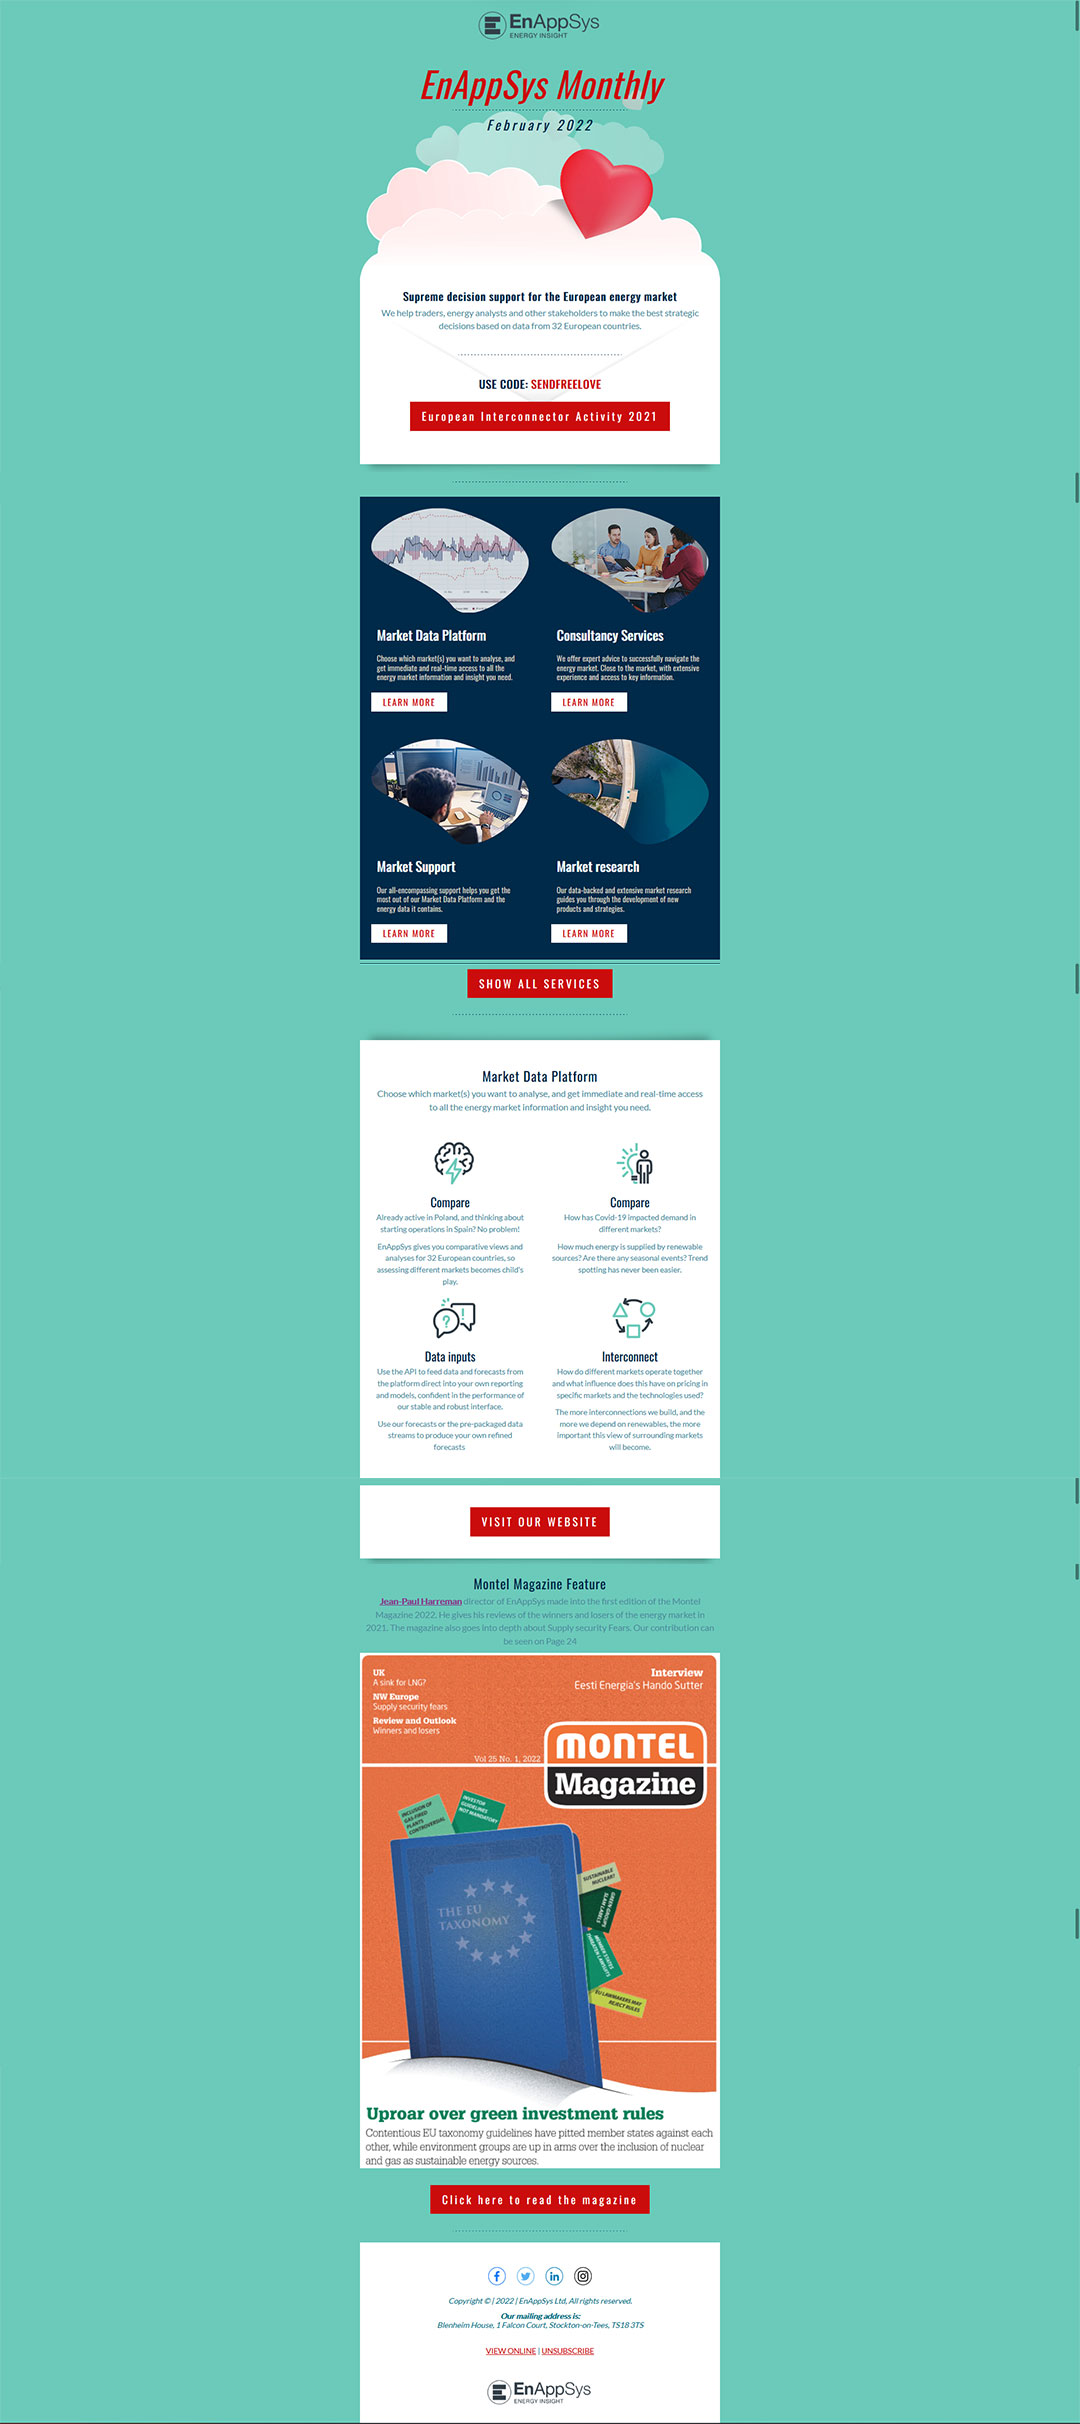 EnAppSys
ENERGY INSIGHT
EnAppSys Monthly
February 2022
Supreme decision support for the European energy market
We help traders, energy analysts and other stakeholders to make the best strategic
decisions based on data from 32 European countries.
USE CODE: SENDFREELOVE
European Interconnector Activity 2021
Market Data Platform
Choose which market(s) you want to analyse, and
get immediate and real-time access to all the
energy market information and insight you need.
LEARN MORE
Consultancy Services
We offer expert advice to successfully navigate the
energy market. Close to the market, with extensive
experience and access to key information.
LEARN MORE
Market Support
Our all-encompassing support helps you get the
most out of our Market Data Platform and the
energy data it contains.
LEARN MORE
Market research
Our data-backed and extensive market research
guides you through the development of new
products and strategies.
LEARN MORE
SHOW ALL SERVICES
Market Data Platform
Choose which market(s) you want to analyse, and get immediate and real-time access
to all the energy market information and insight you need.
Compare
Already active in Poland, and thinking about
starting operations in Spain? No problem!
EnAppSys gives you comparative views and
analyses for 32 European countries, so
assessing different markets becomes child's
play.
Compare
How has Covid-19 impacted demand in
different markets?
How much energy is supplied by renewable
sources? Are there any seasonal events? Trend
spotting has never been easier.
Data inputs
Use the API to feed data and forecasts from
the platform direct into your own reporting
and models, confident in the performance of
our stable and robust interface.
Use our forecasts or the pre-packaged data
streams to produce your own refined
forecasts
Interconnect
How do different markets operate together
and what influence does this have on pricing in
specific markets and the technologies used?
The more interconnections we build, and the
more we depend on renewables, the more
important this view of surrounding markets
will become.
VISIT OUR WEBSITE
Montel Magazine Feature
Jean-Paul Harreman director of EnAppSys made into the first edition of the Montel
Magazine 2022. He gives his reviews of the winners and losers of the energy market in
2021. The magazine also goes into depth about Supply security Fears. Our contribution can
be seen on Page 24
UK
A sink for LNG?
NW Europe
Supply security fears
Review and Outlook
Winners and losers
Interview
Eesti Energia's Hando Sutter
Vol 25 No. 1, 2022
MONTEL
Magazine
INCLUSION OF
GAS-FIRED
PLANTS
CONTROVERSIAL
INVESTOR
GUIDELINES
NOT MANDATORY
THE EU
TAXONOMY
SUSTAINABLE
NUCLEAR?
GREEN GROUPS
SLAM LABELS
MEMBER STATES
THREATEN LAWSUITS
EU LAWMAKERS MAY
REJECT RULES
Uproar over green investment rules
Contentious EU taxonomy guidelines have pitted member states against each
other, while environment groups are up in arms over the inclusion of nuclear
and gas as sustainable energy sources.
Click here to read the magazine
Copyright © | 2022 | EnAppSys Ltd, All rights reserved.
Our mailing address is:
Blenheim House, 1 Falcon Court, Stockton-on-Tees, TS18 3TS
VIEW ONLINE | UNSUBSCRIBE
EnAppSys
ENERGY INSIGHT